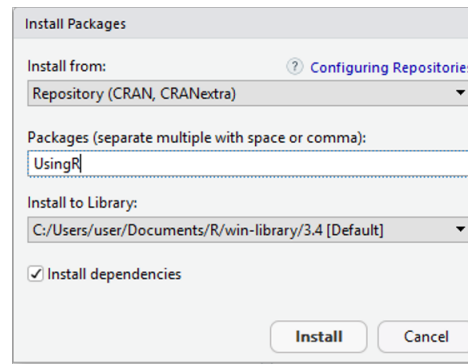 Install Packages
Install from:
? Configuring Repositories
Repository (CRAN, CRANextra)
Packages (separate multiple with space or comma):
UsingR
Install to Library:
C:/Users/user/Documents/R/win-library/3.4 [Default]
Install dependencies
Install
Cancel